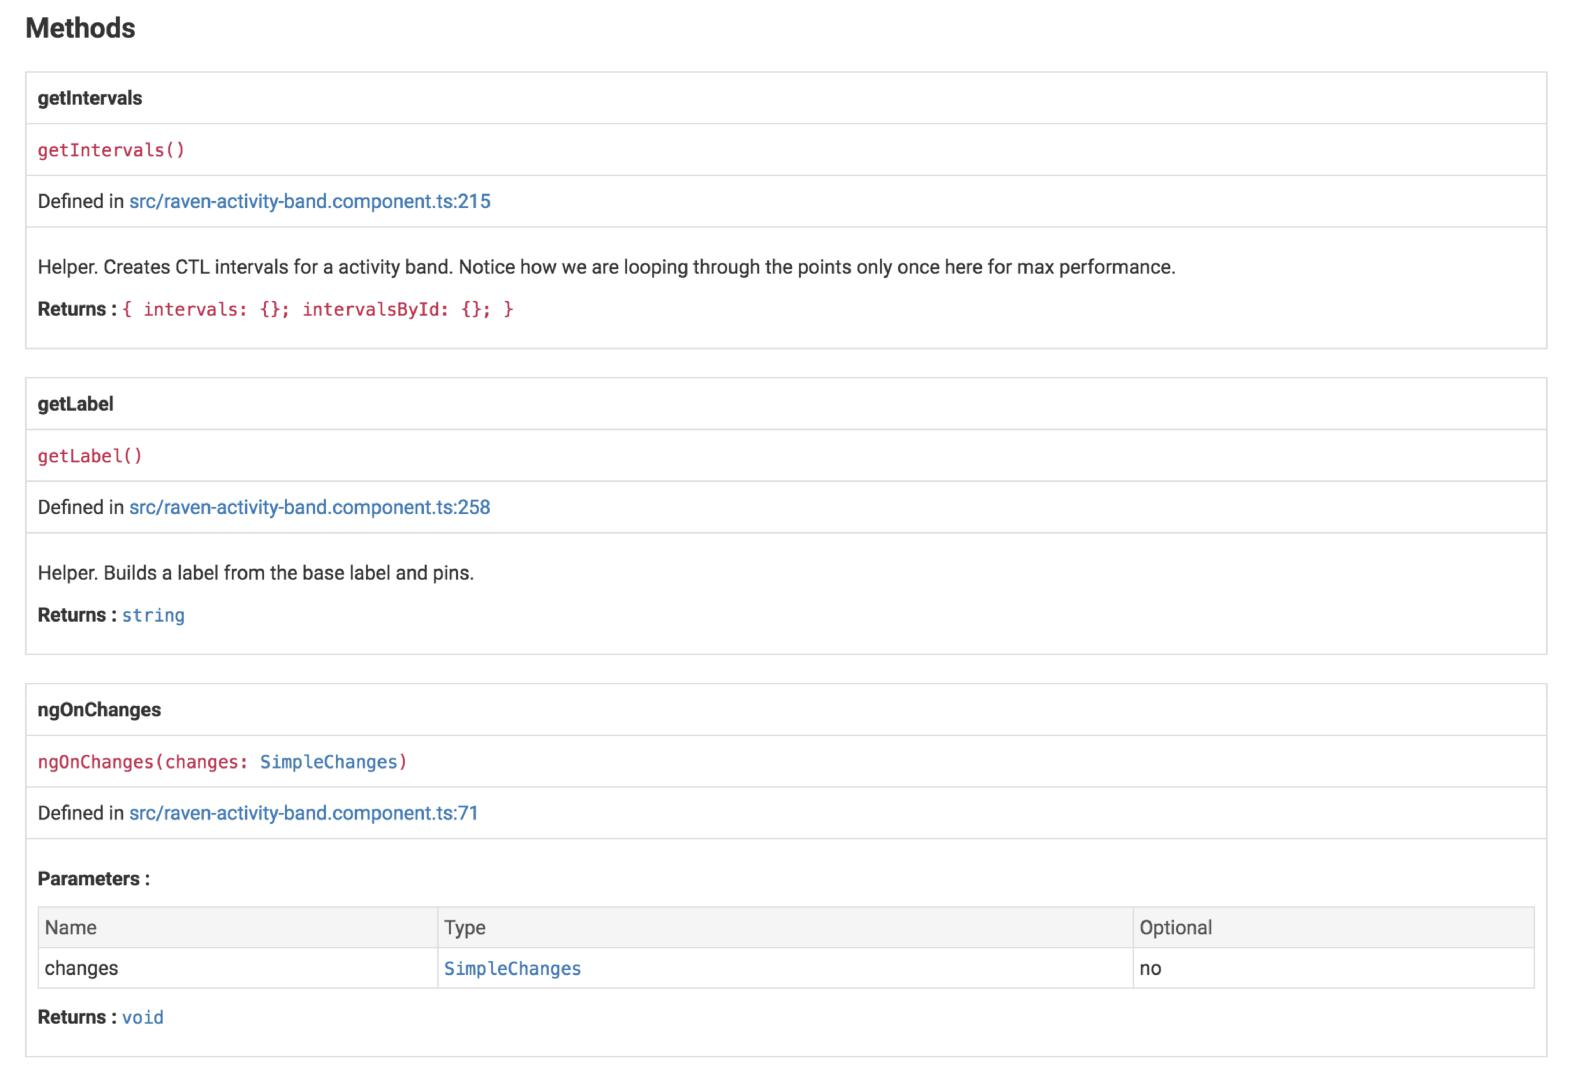 Methods
getIntervals
getIntervals()
Defined in src/raven-activity-band.component.ts:215
Helper. Creates CTL intervals for a activity band. Notice how we are looping through the points only once here for max performance.
Returns : { intervals: {}; intervalsById: {}; }
getLabel
getLabel()
Defined in src/raven-activity-band.component.ts:258
Helper. Builds a label from the base label and pins.
Returns : string
ngOnChanges
ngOnChanges(changes: SimpleChanges)
Defined in src/raven-activity-band.component.ts:71
Parameters :
Name Type Optional
changes SimpleChanges no
Returns : void